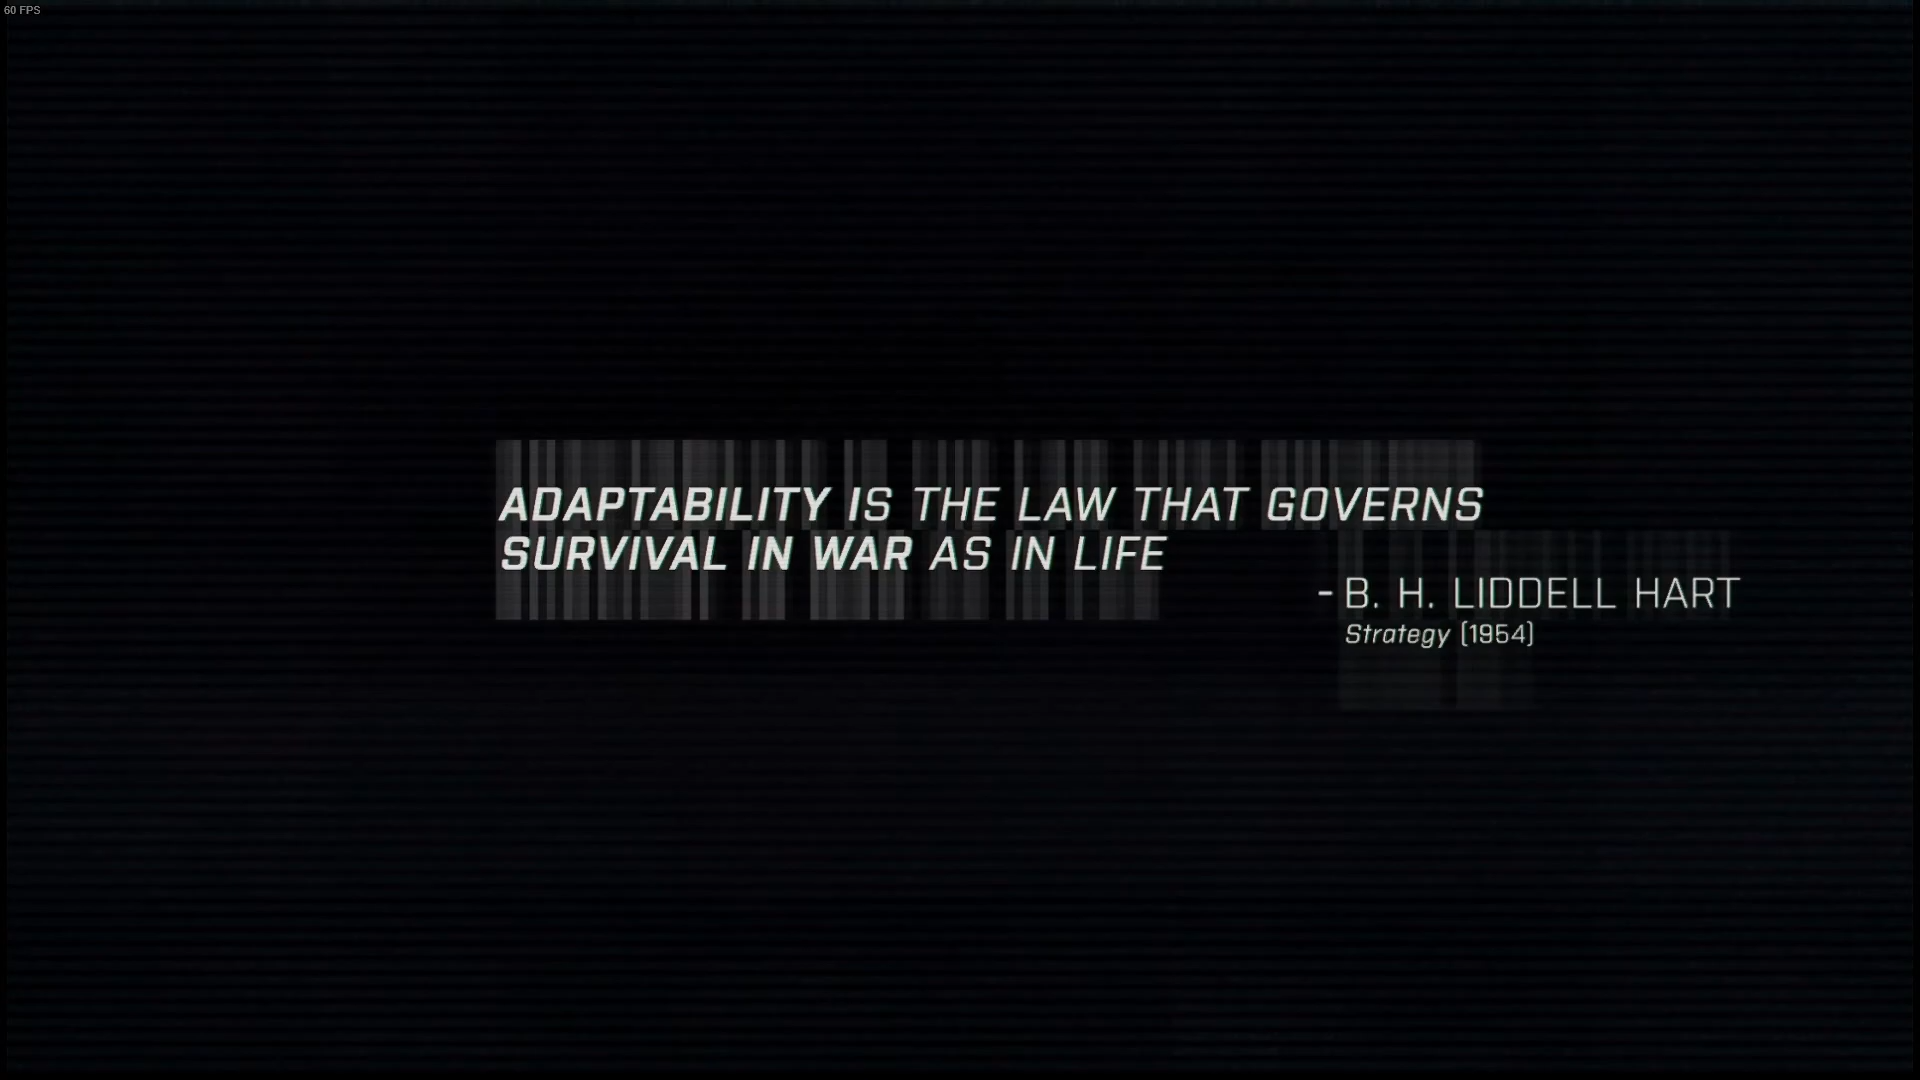 60 FPS
ADAPTABILITY IS THE LAW THAT GOVERNS
SURVIVAL IN WAR AS IN LIFE
- B. H. LIDDELL HART
Strategy (1954)